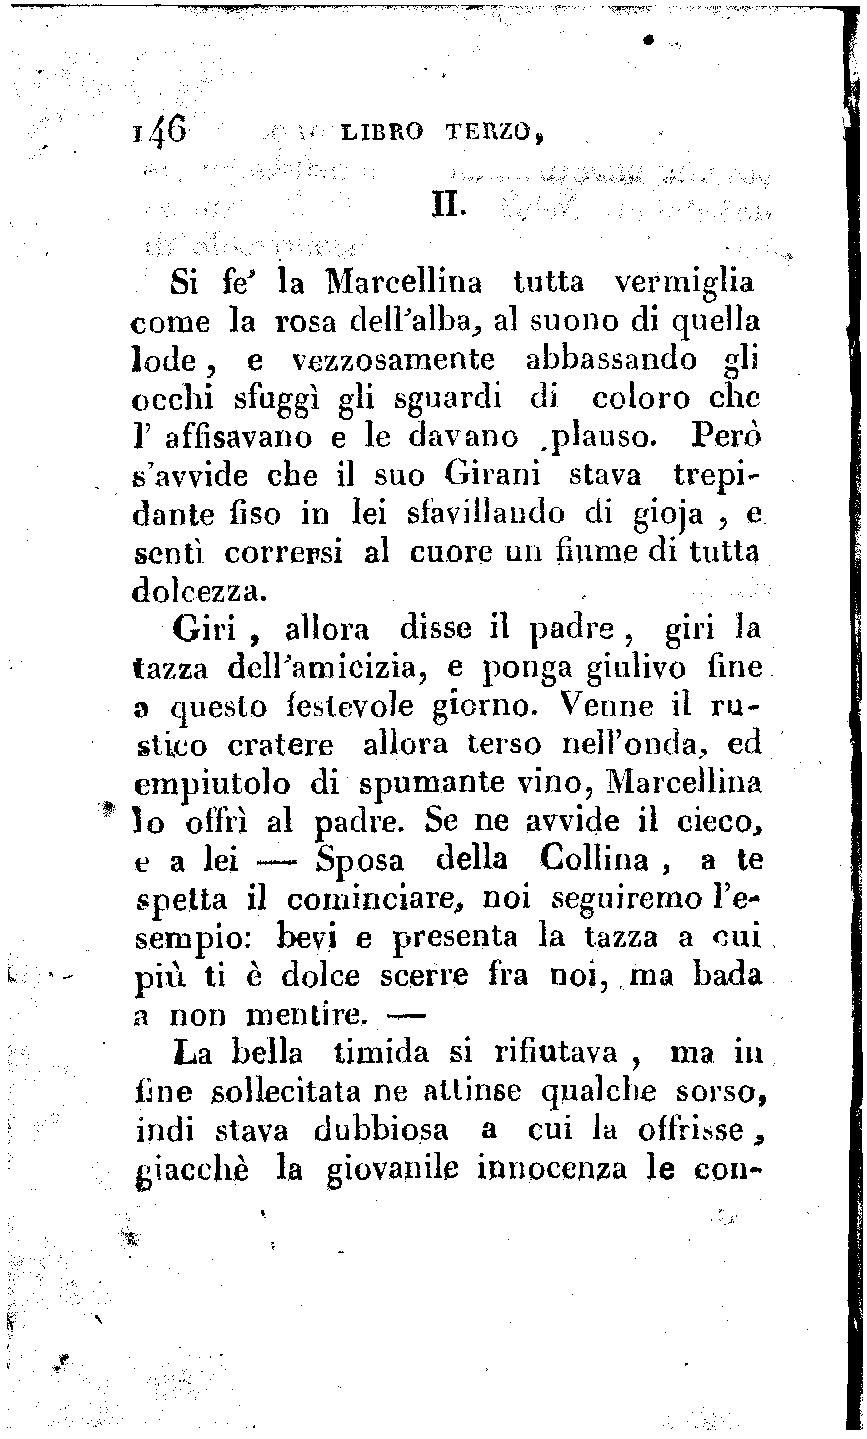 146 LIBRO TERZO,
II.
Si fe' la Marcellina tutta vermiglia
come la rosa dell'alba, al suono di quella
lode, e vezzosamente abbassando gli
occhi sfuggì gli sguardi di coloro che
l' affisavano e le davano plauso. Però
s'avvide che il suo Girani stava trepi-
dante fiso in lei sfavillando di gioja, e
sentì corrersi al cuore un fiume di tutta
dolcezza.
Giri, allora disse il padre, giri la
tazza dell'amicizia, e ponga giulivo fine
a questo festevole giorno. Venne il ru-
stico cratere allora terso nell'onda, ed
empiutolo di spumante vino, Marcellina
lo offrì al padre. Se ne avvide il cieco,
e a lei — Sposa della Collina, a te
spetta il cominciare, noi seguiremo l'e-
sempio: bevi e presenta la tazza a cui
più ti è dolce scerre fra noi, ma bada
a non mentire. —
La bella timida si rifiutava, ma in
fine sollecitata ne attinse qualche sorso,
indi stava dubbiosa a cui la offrisse,
giacchè la giovanile innocenza le con-